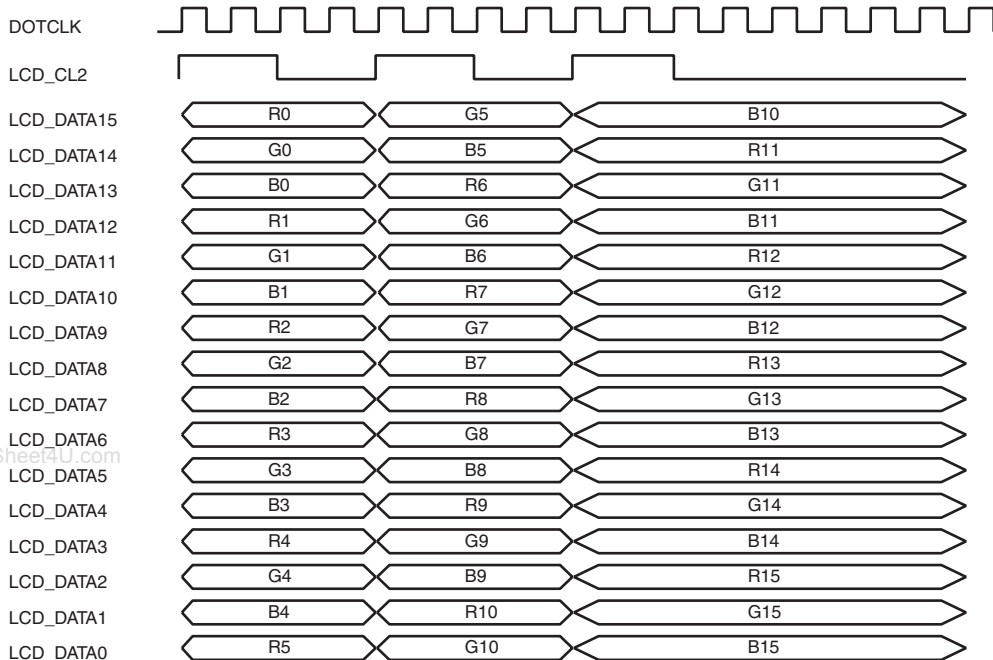 DOTCLK
LCD_CL2
LCD_DATA15 R0 G5 B10
LCD_DATA14 G0 B5 R11
LCD_DATA13 B0 R6 G11
LCD_DATA12 R1 G6 B11
LCD_DATA11 G1 B6 R12
LCD_DATA10 B1 R7 G12
LCD_DATA9 R2 G7 B12
LCD_DATA8 G2 B7 R13
LCD_DATA7 B2 R8 G13
LCD_DATA6 R3 G8 B13
Sheet4U.com
LCD_DATA5 G3 B8 R14
LCD_DATA4 B3 R9 G14
LCD_DATA3 R4 G9 B14
LCD_DATA2 G4 B9 R15
LCD_DATA1 B4 R10 G15
LCD_DATA0 R5 G10 B15